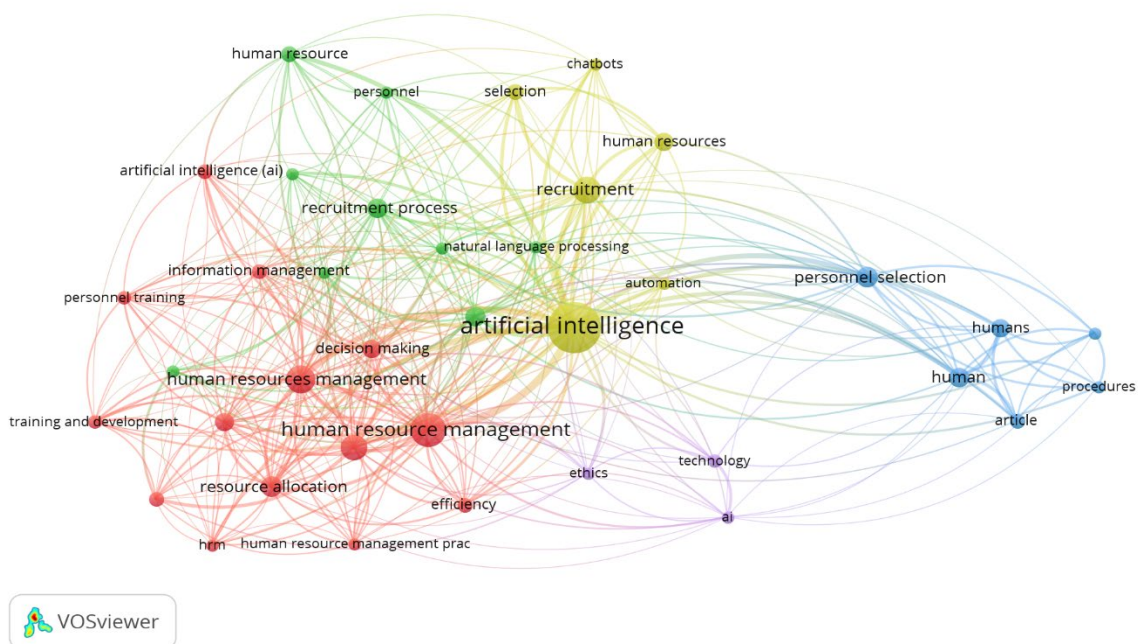 human resource
chatbots
personnel
selection
human resources
artificial intelligence (ai)
recruitment
recruitment process
natural language processing
information management
personnel selection
automation
personnel training
artificial intelligence
humans
decision making
human resources management
human
procedures
training and development
article
human resource management
technology
ethics
resource allocation
efficiency
ai
hrm
human resource management prac
VOSviewer